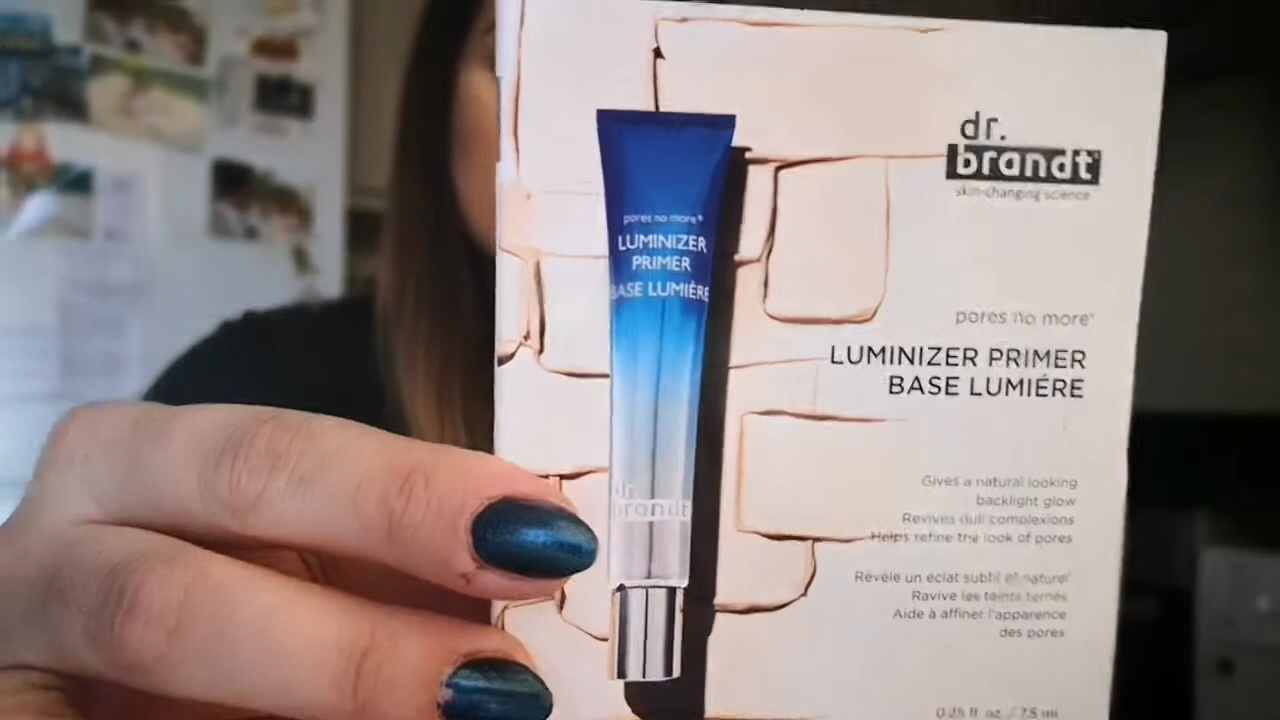 pores no more®
LUMINIZER
PRIMER
BASE LUMIÈRE
dr.
brandt
dr.
brandt
skin-changing science
pores no more®
LUMINIZER PRIMER
BASE LUMIÉRE
Gives a natural looking
backlight glow
Revives dull complexions
Helps refine the look of pores
Révèle un éclat subtil et naturel
Ravive les teints ternes
Aide à affiner l'apparence
des pores
0.25 fl. oz. / 7.5 ml